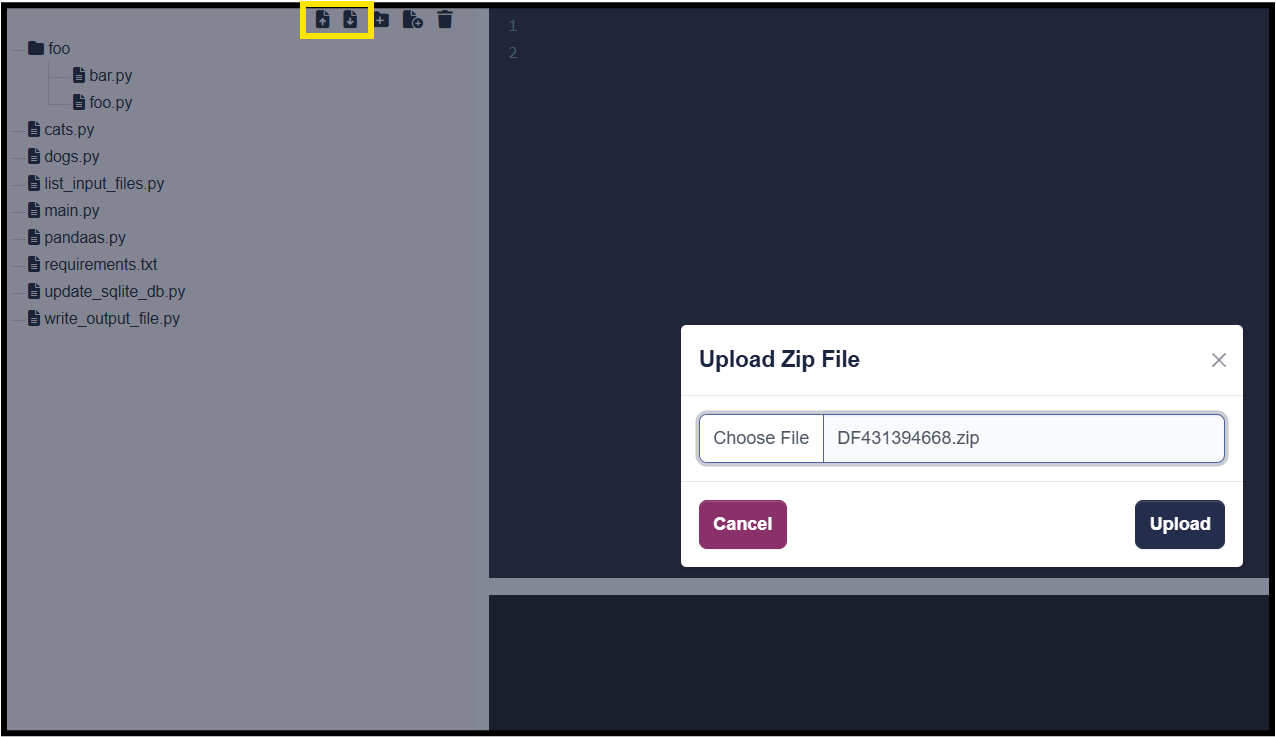 foo
bar.py
foo.py
cats.py
dogs.py
list_input_files.py
main.py
pandaas.py
requirements.txt
update_sqlite_db.py
write_output_file.py
1
2
Upload Zip File
Choose File DF431394668.zip
Cancel Upload